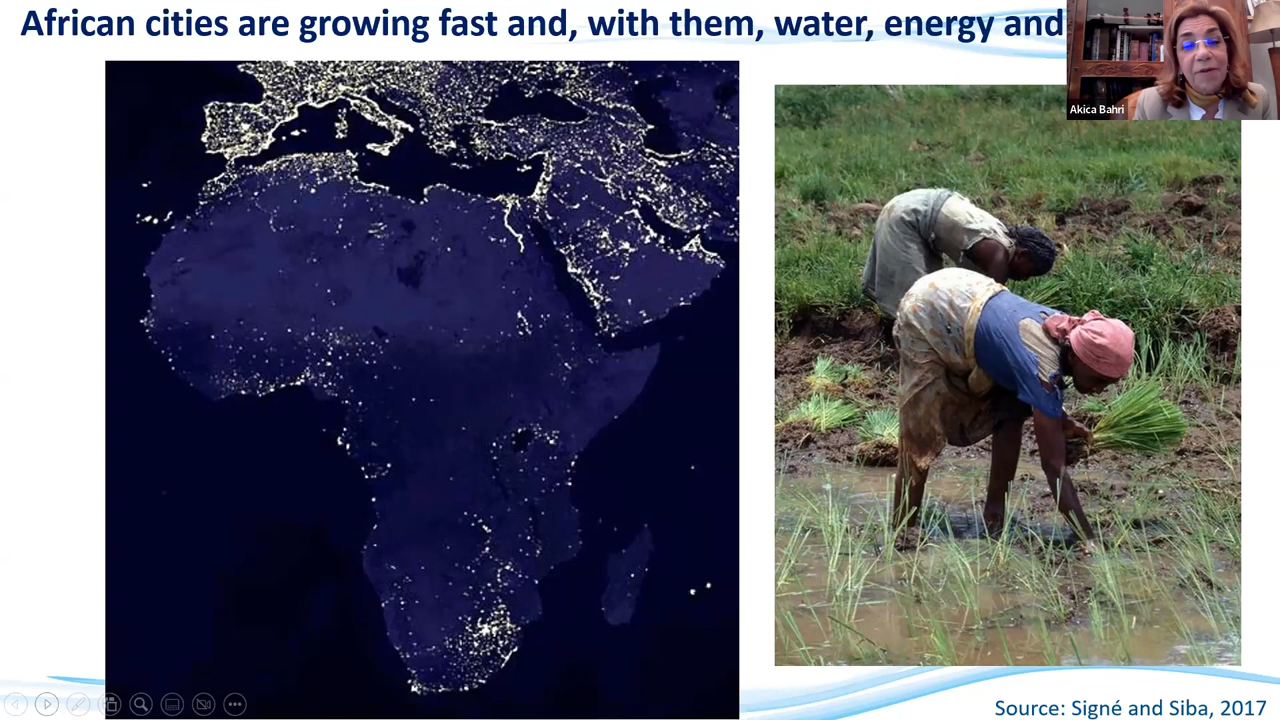 African cities are growing fast and, with them, water, energy and
Akica Bahri
Source: Signé and Siba, 2017